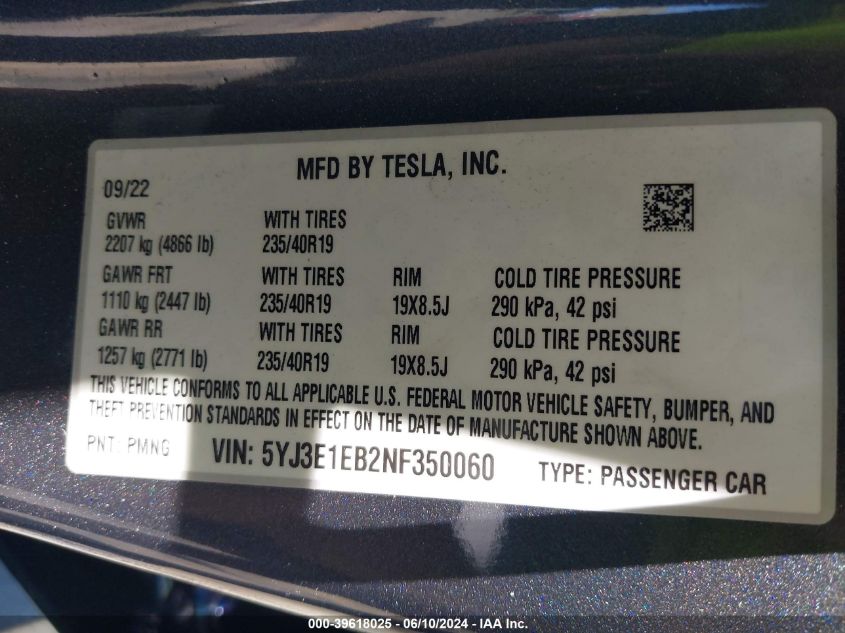 MFD BY TESLA, INC.
09/22
GVWR WITH TIRES
2207 kg (4866 lb) 235/40R19
GAWR FRT WITH TIRES RIM COLD TIRE PRESSURE
1110 kg (2447 lb) 235/40R19 19X8.5J 290 kPa, 42 psi
GAWR RR WITH TIRES RIM COLD TIRE PRESSURE
1257 kg (2771 lb) 235/40R19 19X8.5J 290 kPa, 42 psi
THIS VEHICLE CONFORMS TO ALL APPLICABLE U.S. FEDERAL MOTOR VEHICLE SAFETY, BUMPER, AND
THEFT PREVENTION STANDARDS IN EFFECT ON THE DATE OF MANUFACTURE SHOWN ABOVE.
PNT: PMNG VIN: 5YJ3E1EB2NF350060 TYPE: PASSENGER CAR
000-39618025 - 06/10/2024 - IAA Inc.